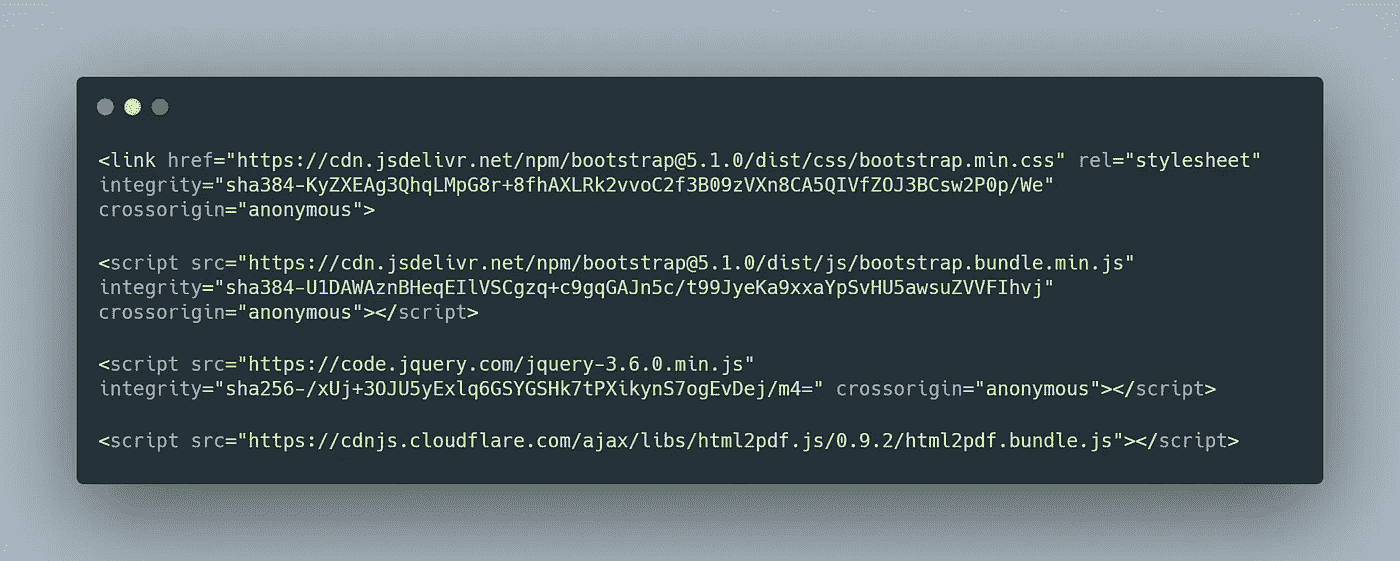 <link href="https://cdn.jsdelivr.net/npm/bootstrap@5.1.0/dist/css/bootstrap.min.css" rel="stylesheet"
integrity="sha384-KyZXEAg3QhqLMpG8r+8fhAXLRk2vvoC2f3B09zVXn8CA5QIVfZOJ3BCsw2P0p/We"
crossorigin="anonymous">
<script src="https://cdn.jsdelivr.net/npm/bootstrap@5.1.0/dist/js/bootstrap.bundle.min.js"
integrity="sha384-U1DAWAznBHeqEIlVSCgzq+c9gqGAJn5c/t99JyeKa9xxaYpSvHU5awsuZVVFIhvj"
crossorigin="anonymous"></script>
<script src="https://code.jquery.com/jquery-3.6.0.min.js"
integrity="sha256-/xUj+3OJU5yExlq6GSYGSHk7tPXikynS7ogEvDej/m4=" crossorigin="anonymous"></script>
<script src="https://cdnjs.cloudflare.com/ajax/libs/html2pdf.js/0.9.2/html2pdf.bundle.js"></script>